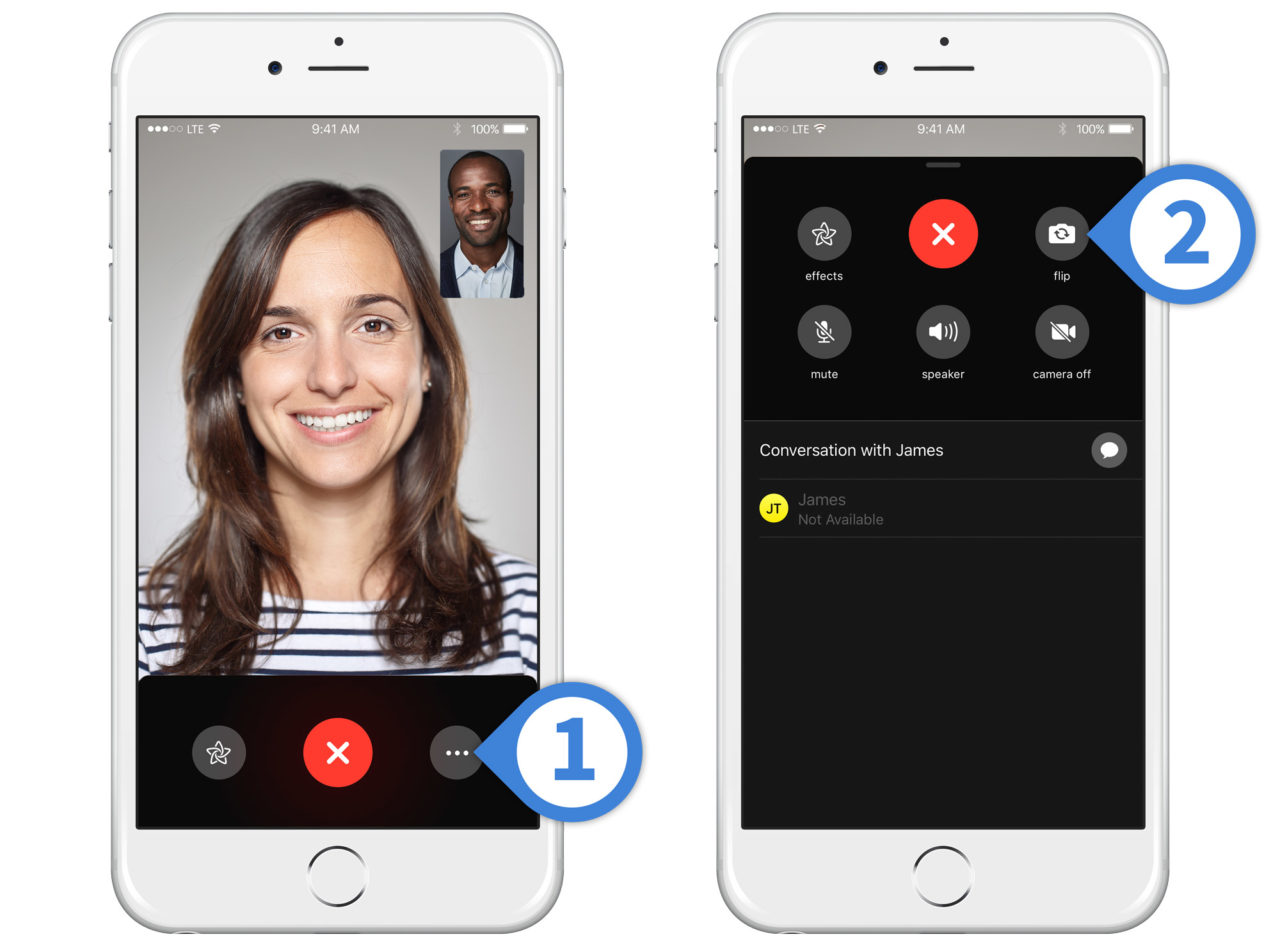 LTE 9:41 AM 100%
1
LTE 9:41 AM 100%
2
effects
flip
mute
speaker
camera off
Conversation with James
JT
James
Not Available